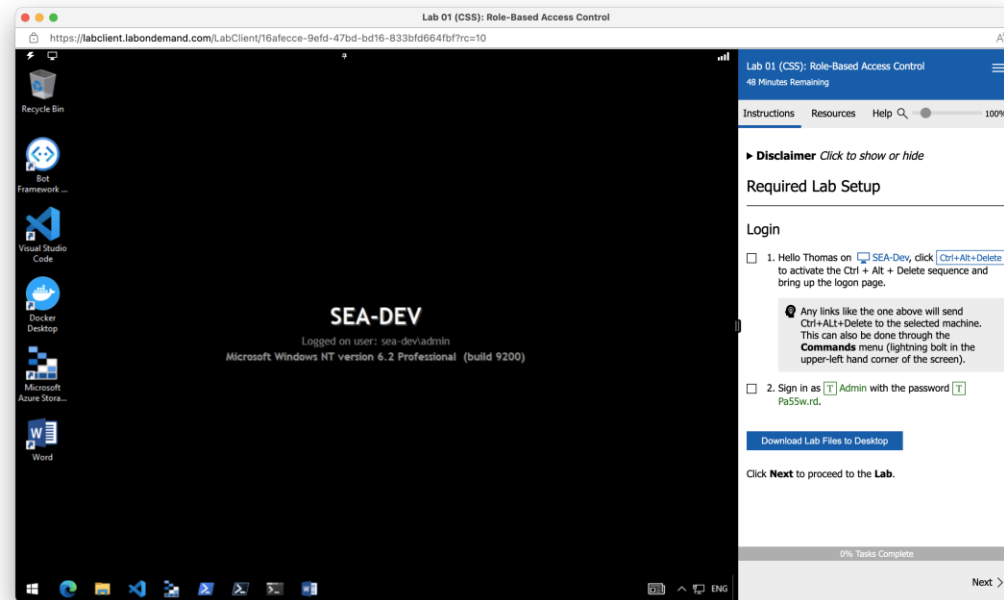 Lab 01 (CSS): Role-Based Access Control
https://labclient.labondemand.com/LabClient/16afecce-9efd-47bd-bd16-833bfd664fbf?rc=10
Recycle Bin
Bot
Framework ...
Visual Studio
Code
Docker
Desktop
Microsoft
Azure Stora...
Word
SEA-DEV
Logged on user: sea-dev\admin
Microsoft Windows NT version 6.2 Professional (build 9200)
ENG
Lab 01 (CSS): Role-Based Access Control
48 Minutes Remaining
Instructions Resources Help 100%
Disclaimer Click to show or hide
Required Lab Setup
Login
1. Hello Thomas on SEA-Dev, click Ctrl+Alt+Delete
to activate the Ctrl + Alt + Delete sequence and
bring up the logon page.
Any links like the one above will send
Ctrl+ALt+Delete to the selected machine.
This can also be done through the
Commands menu (lightning bolt in the
upper-left hand corner of the screen).
2. Sign in as T Admin with the password T
Pa55w.rd.
Download Lab Files to Desktop
Click Next to proceed to the Lab.
0% Tasks Complete
Next >